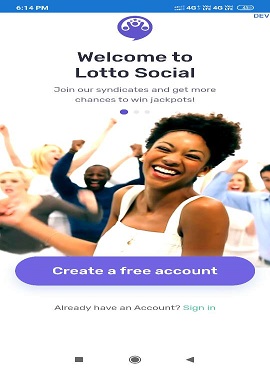 6:14 PM
DEV
Welcome to
Lotto Social
Join our syndicates and get more
chances to win jackpots!
Create a free account
Already have an Account? Sign in